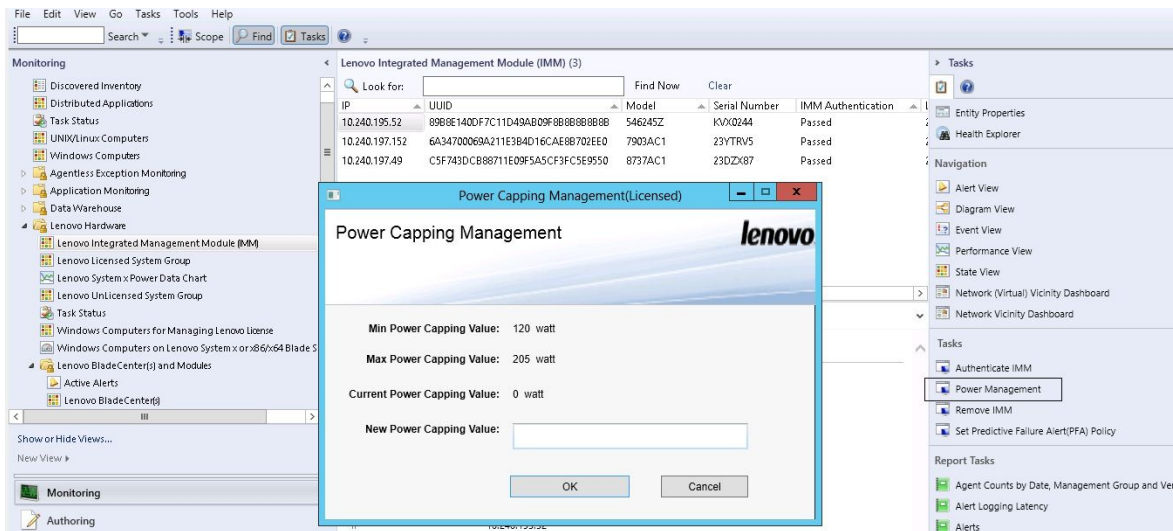 File Edit View Go Tasks Tools Help
Search Scope Find Tasks
Monitoring
Discovered Inventory
Distributed Applications
Task Status
UNIX/Linux Computers
Windows Computers
Agentless Exception Monitoring
Application Monitoring
Data Warehouse
Lenovo Hardware
Lenovo Integrated Management Module (IMM)
Lenovo Licensed System Group
Lenovo System x Power Data Chart
Lenovo UnLicensed System Group
Task Status
Windows Computers for Managing Lenovo License
Windows Computers on Lenovo System x or x86/x64 Blade S
Lenovo BladeCenter(s) and Modules
Active Alerts
Lenovo BladeCenter(s)
Show or Hide Views...
New View
Monitoring
Authoring
Lenovo Integrated Management Module (IMM) (3)
Look for: Find Now Clear
IP UUID Model Serial Number IMM Authentication
10.240.195.52 89B8E140DF7C11D49AB09F8B8B8B8B8B 546245Z KVX0244 Passed
10.240.197.152 6A34700069A211E3B4D16CAE8B702EE0 7903AC1 23YTRV5 Passed
10.240.197.49 C5F743DCB88711E09F5A5CF3FC5E9550 8737AC1 23DZX87 Passed
Power Capping Management(Licensed)
Power Capping Management
lenovo
Min Power Capping Value: 120 watt
Max Power Capping Value: 205 watt
Current Power Capping Value: 0 watt
New Power Capping Value:
OK Cancel
Tasks
Entity Properties
Health Explorer
Navigation
Alert View
Diagram View
Event View
Performance View
State View
Network (Virtual) Vicinity Dashboard
Network Vicinity Dashboard
Tasks
Authenticate IMM
Power Management
Remove IMM
Set Predictive Failure Alert(PFA) Policy
Report Tasks
Agent Counts by Date, Management Group and Ver
Alert Logging Latency
Alerts